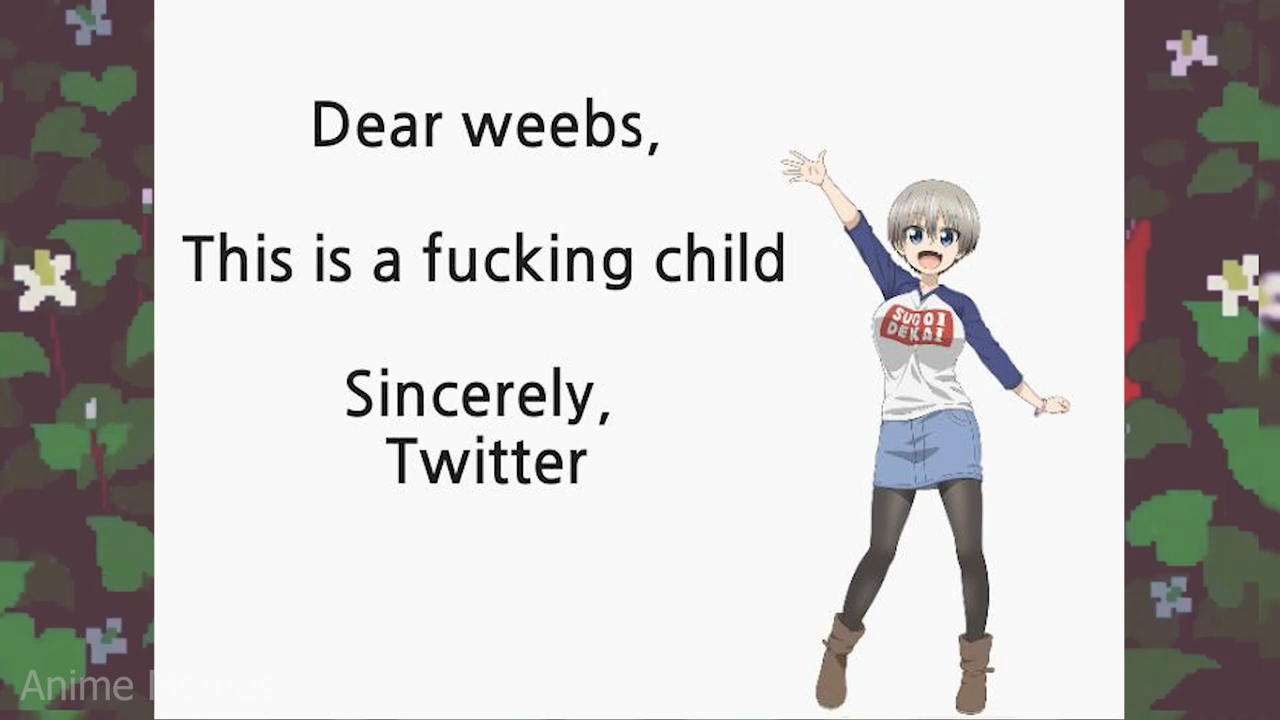 Dear weebs,
This is a fucking child
SUGOI
DEKAI
Sincerely,
Twitter
Anime